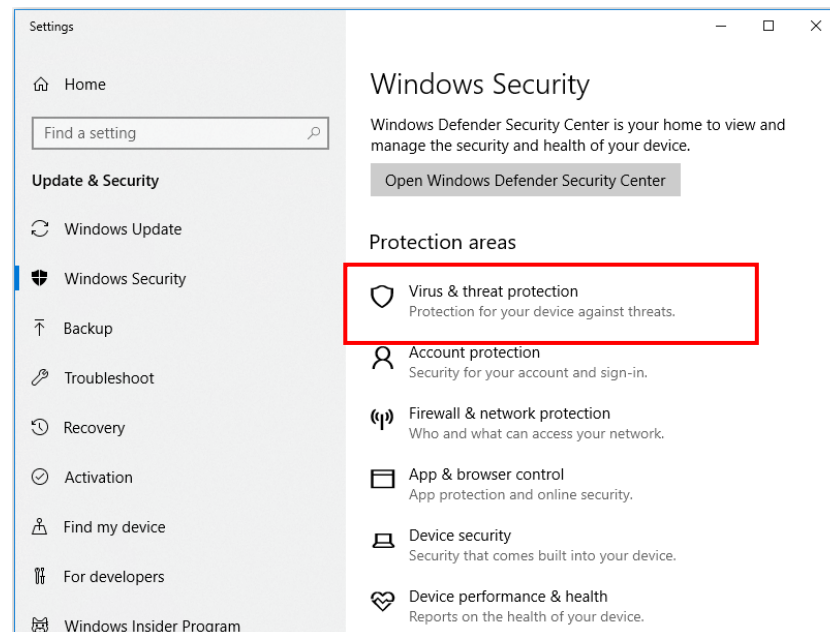 Settings
Home
Find a setting
Update & Security
Windows Update
Windows Security
Backup
Troubleshoot
Recovery
Activation
Find my device
For developers
Windows Insider Program
Windows Security
Windows Defender Security Center is your home to view and
manage the security and health of your device.
Open Windows Defender Security Center
Protection areas
Virus & threat protection
Protection for your device against threats.
Account protection
Security for your account and sign-in.
Firewall & network protection
Who and what can access your network.
App & browser control
App protection and online security.
Device security
Security that comes built into your device.
Device performance & health
Reports on the health of your device.